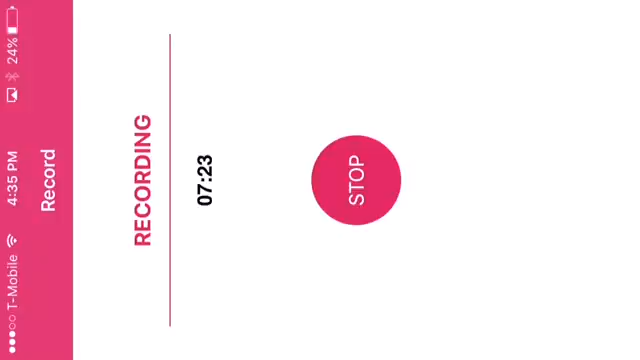 T-Mobile 4:35 PM 24%
Record
RECORDING
07:23
STOP